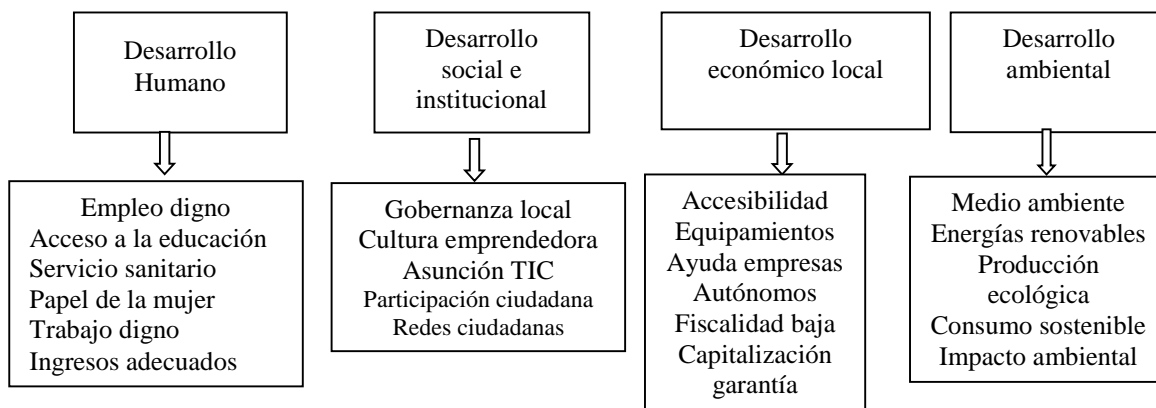 Desarrollo
Humano
Desarrollo
social e
institucional
Desarrollo
económico local
Desarrollo
ambiental
Empleo digno
Acceso a la educación
Servicio sanitario
Papel de la mujer
Trabajo digno
Ingresos adecuados
Gobernanza local
Cultura emprendedora
Asunción TIC
Participación ciudadana
Redes ciudadanas
Accesibilidad
Equipamientos
Ayuda empresas
Autónomos
Fiscalidad baja
Capitalización
garantía
Medio ambiente
Energías renovables
Producción
ecológica
Consumo sostenible
Impacto ambiental